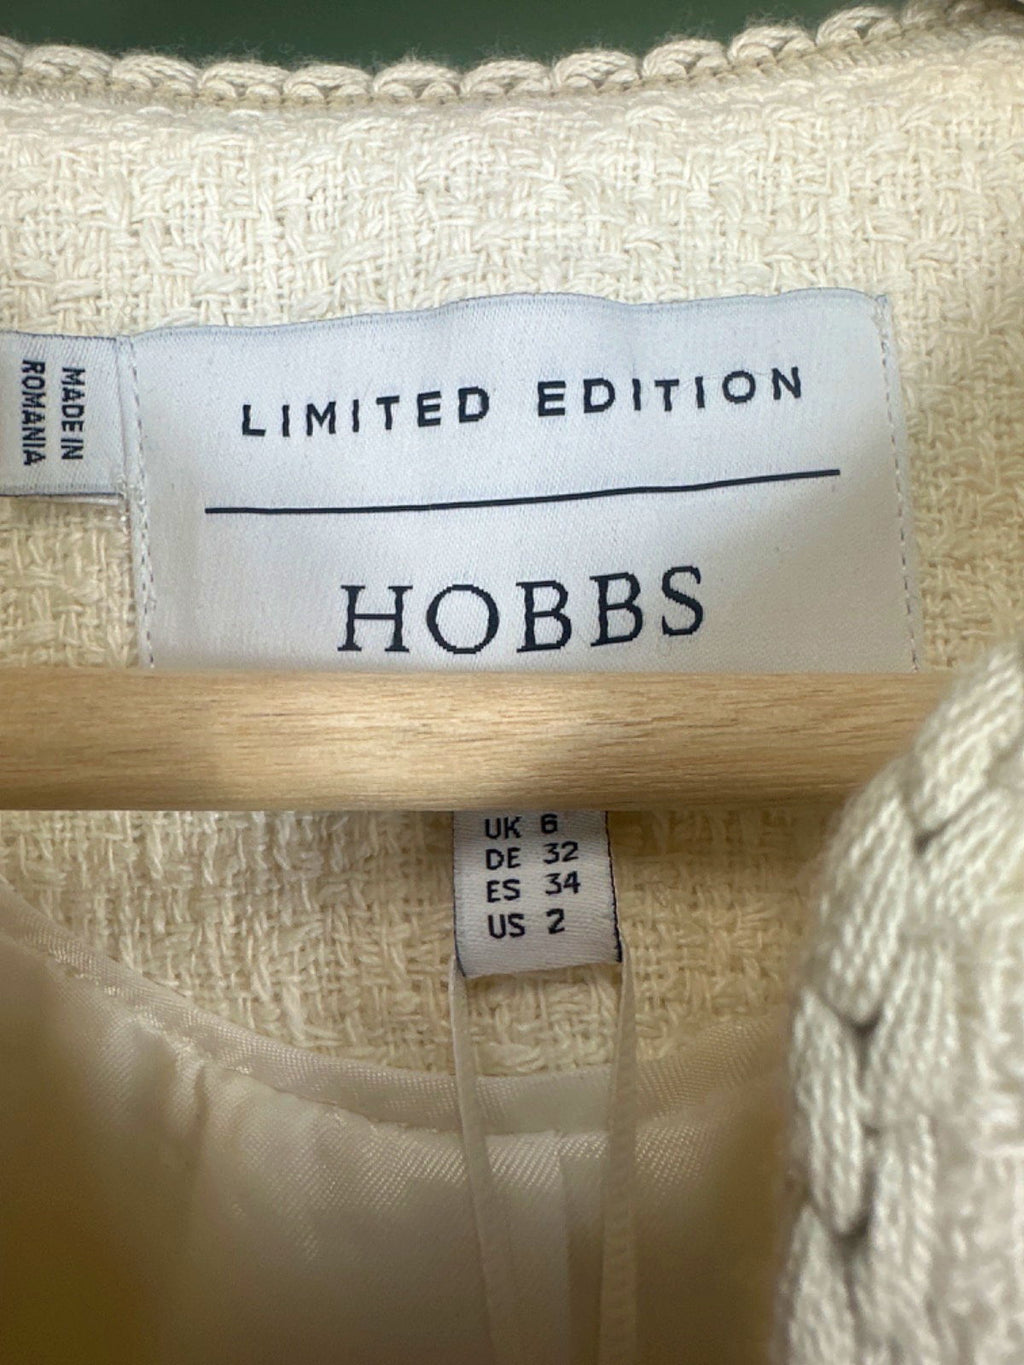 MADE IN
ROMANIA
LIMITED EDITION
HOBBS
UK 6
DE 32
ES 34
US 2